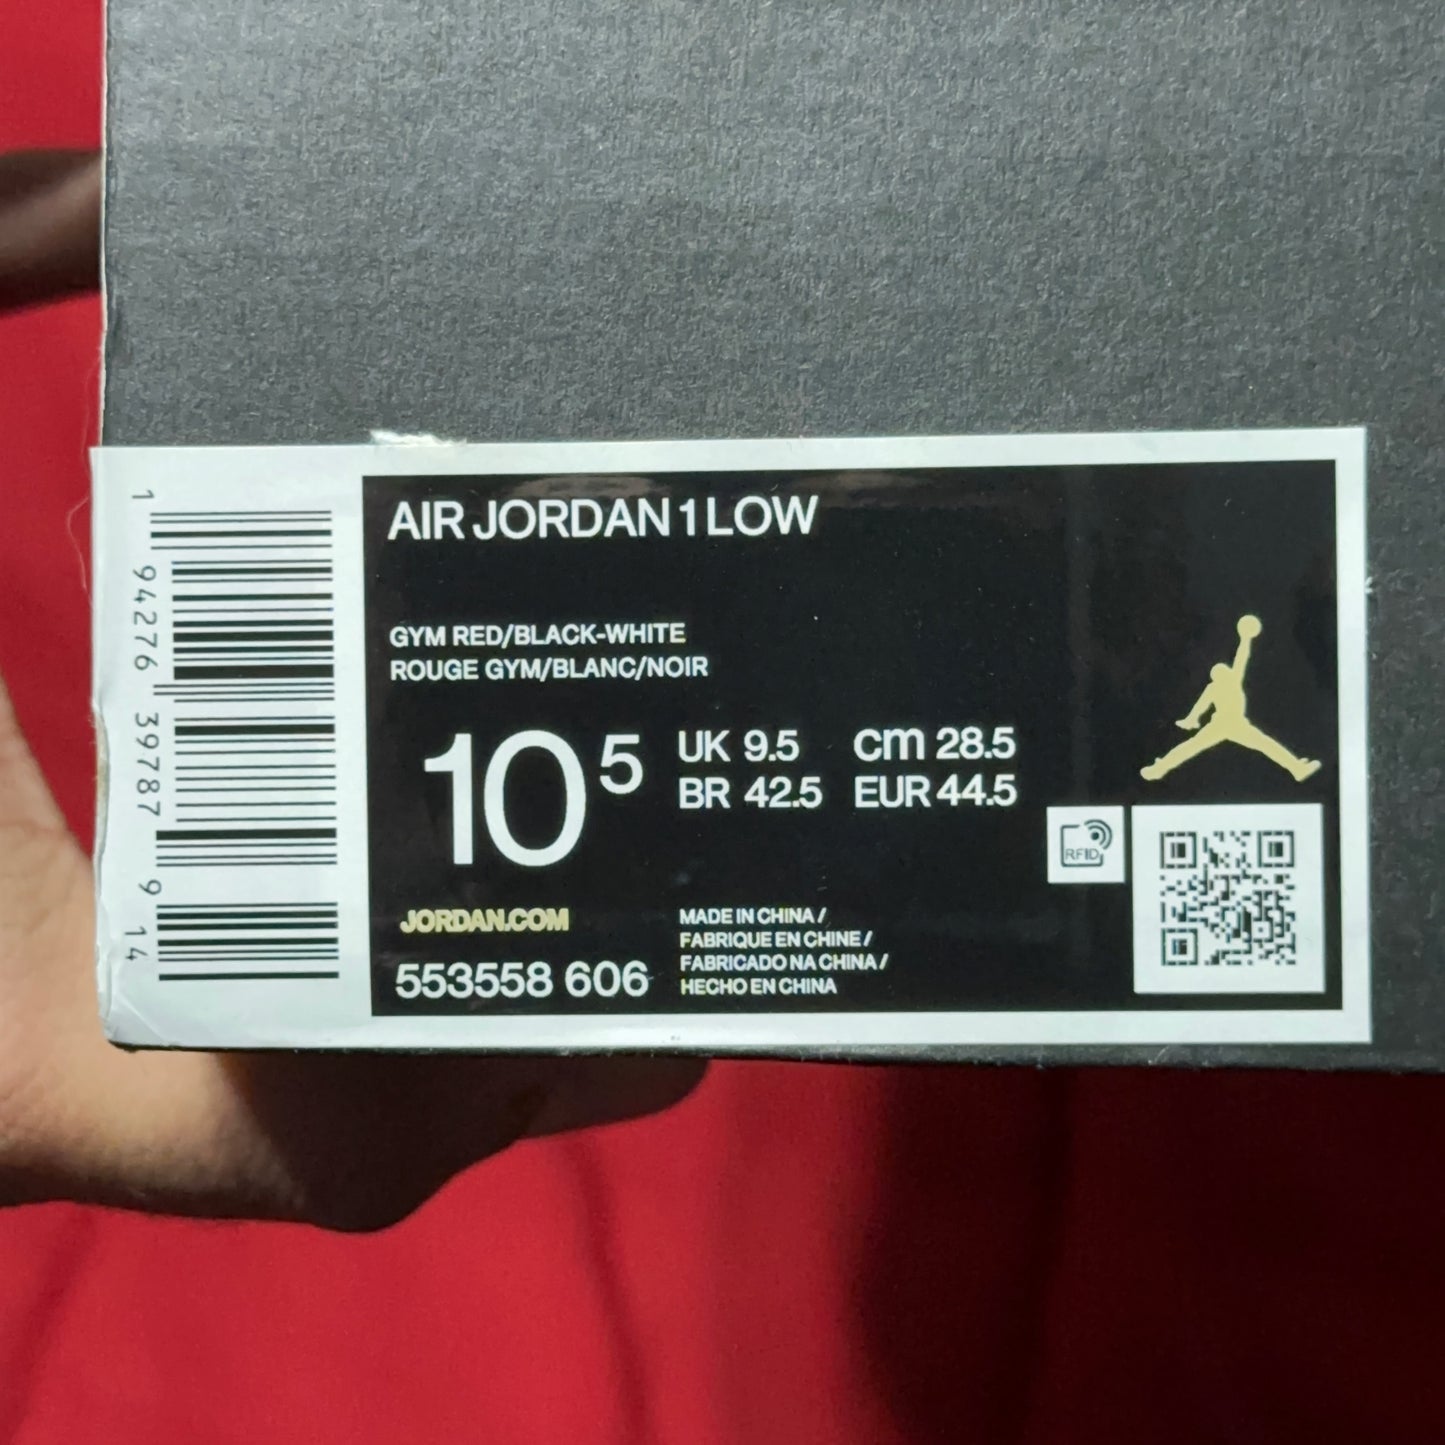 AIR JORDAN 1 LOW
GYM RED/BLACK-WHITE
ROUGE GYM/BLANC/NOIR
10 5
UK 9.5 cm 28.5
BR 42.5 EUR 44.5
RFID
JORDAN.COM
553558 606
MADE IN CHINA /
FABRIQUE EN CHINE /
FABRICADO NA CHINA /
HECHO EN CHINA
1 94276 39787 9 14